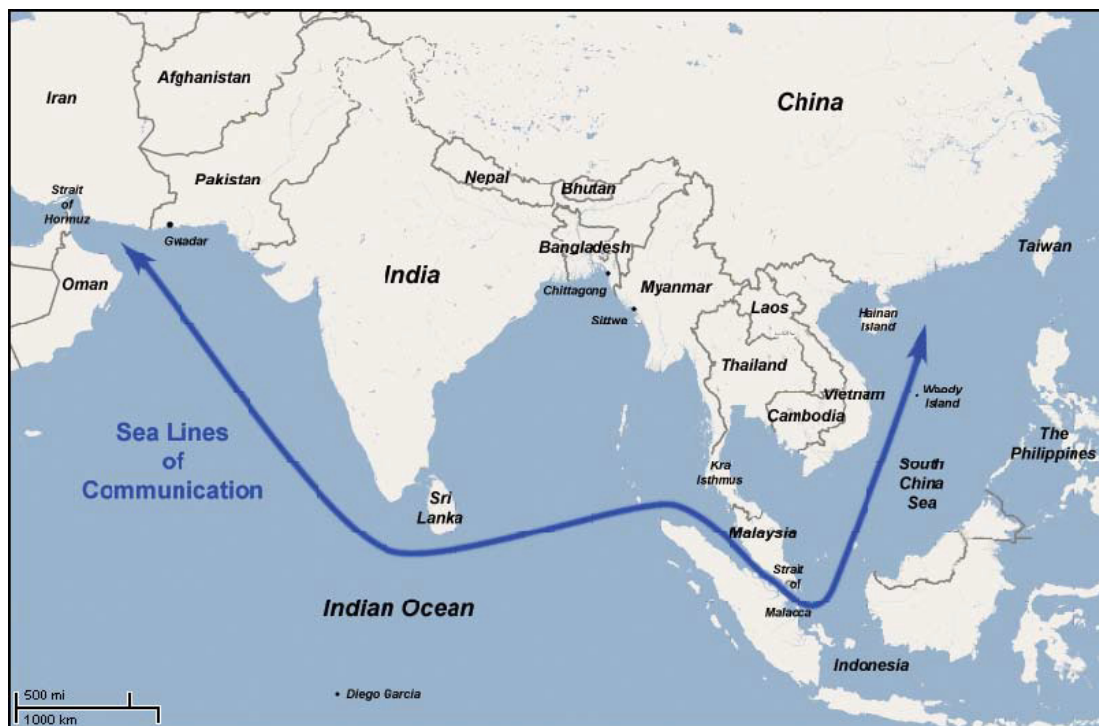 Afghanistan
Iran
China
Pakistan
Nepal
Bhutan
Strait
of
Hormuz
Gwadar
Bangladesh
Taiwan
Oman
India
Chittagong
Myanmar
Sittwe
Laos
Hainan
Island
Thailand
Vietnam
Woody
Island
Cambodia
Sea Lines
of
Communication
The
Philippines
Kra
Isthmus
South
China
Sea
Sri
Lanka
Malaysia
Strait
of
Malacca
Indian Ocean
Indonesia
Diego Garcia
500 mi
1000 km